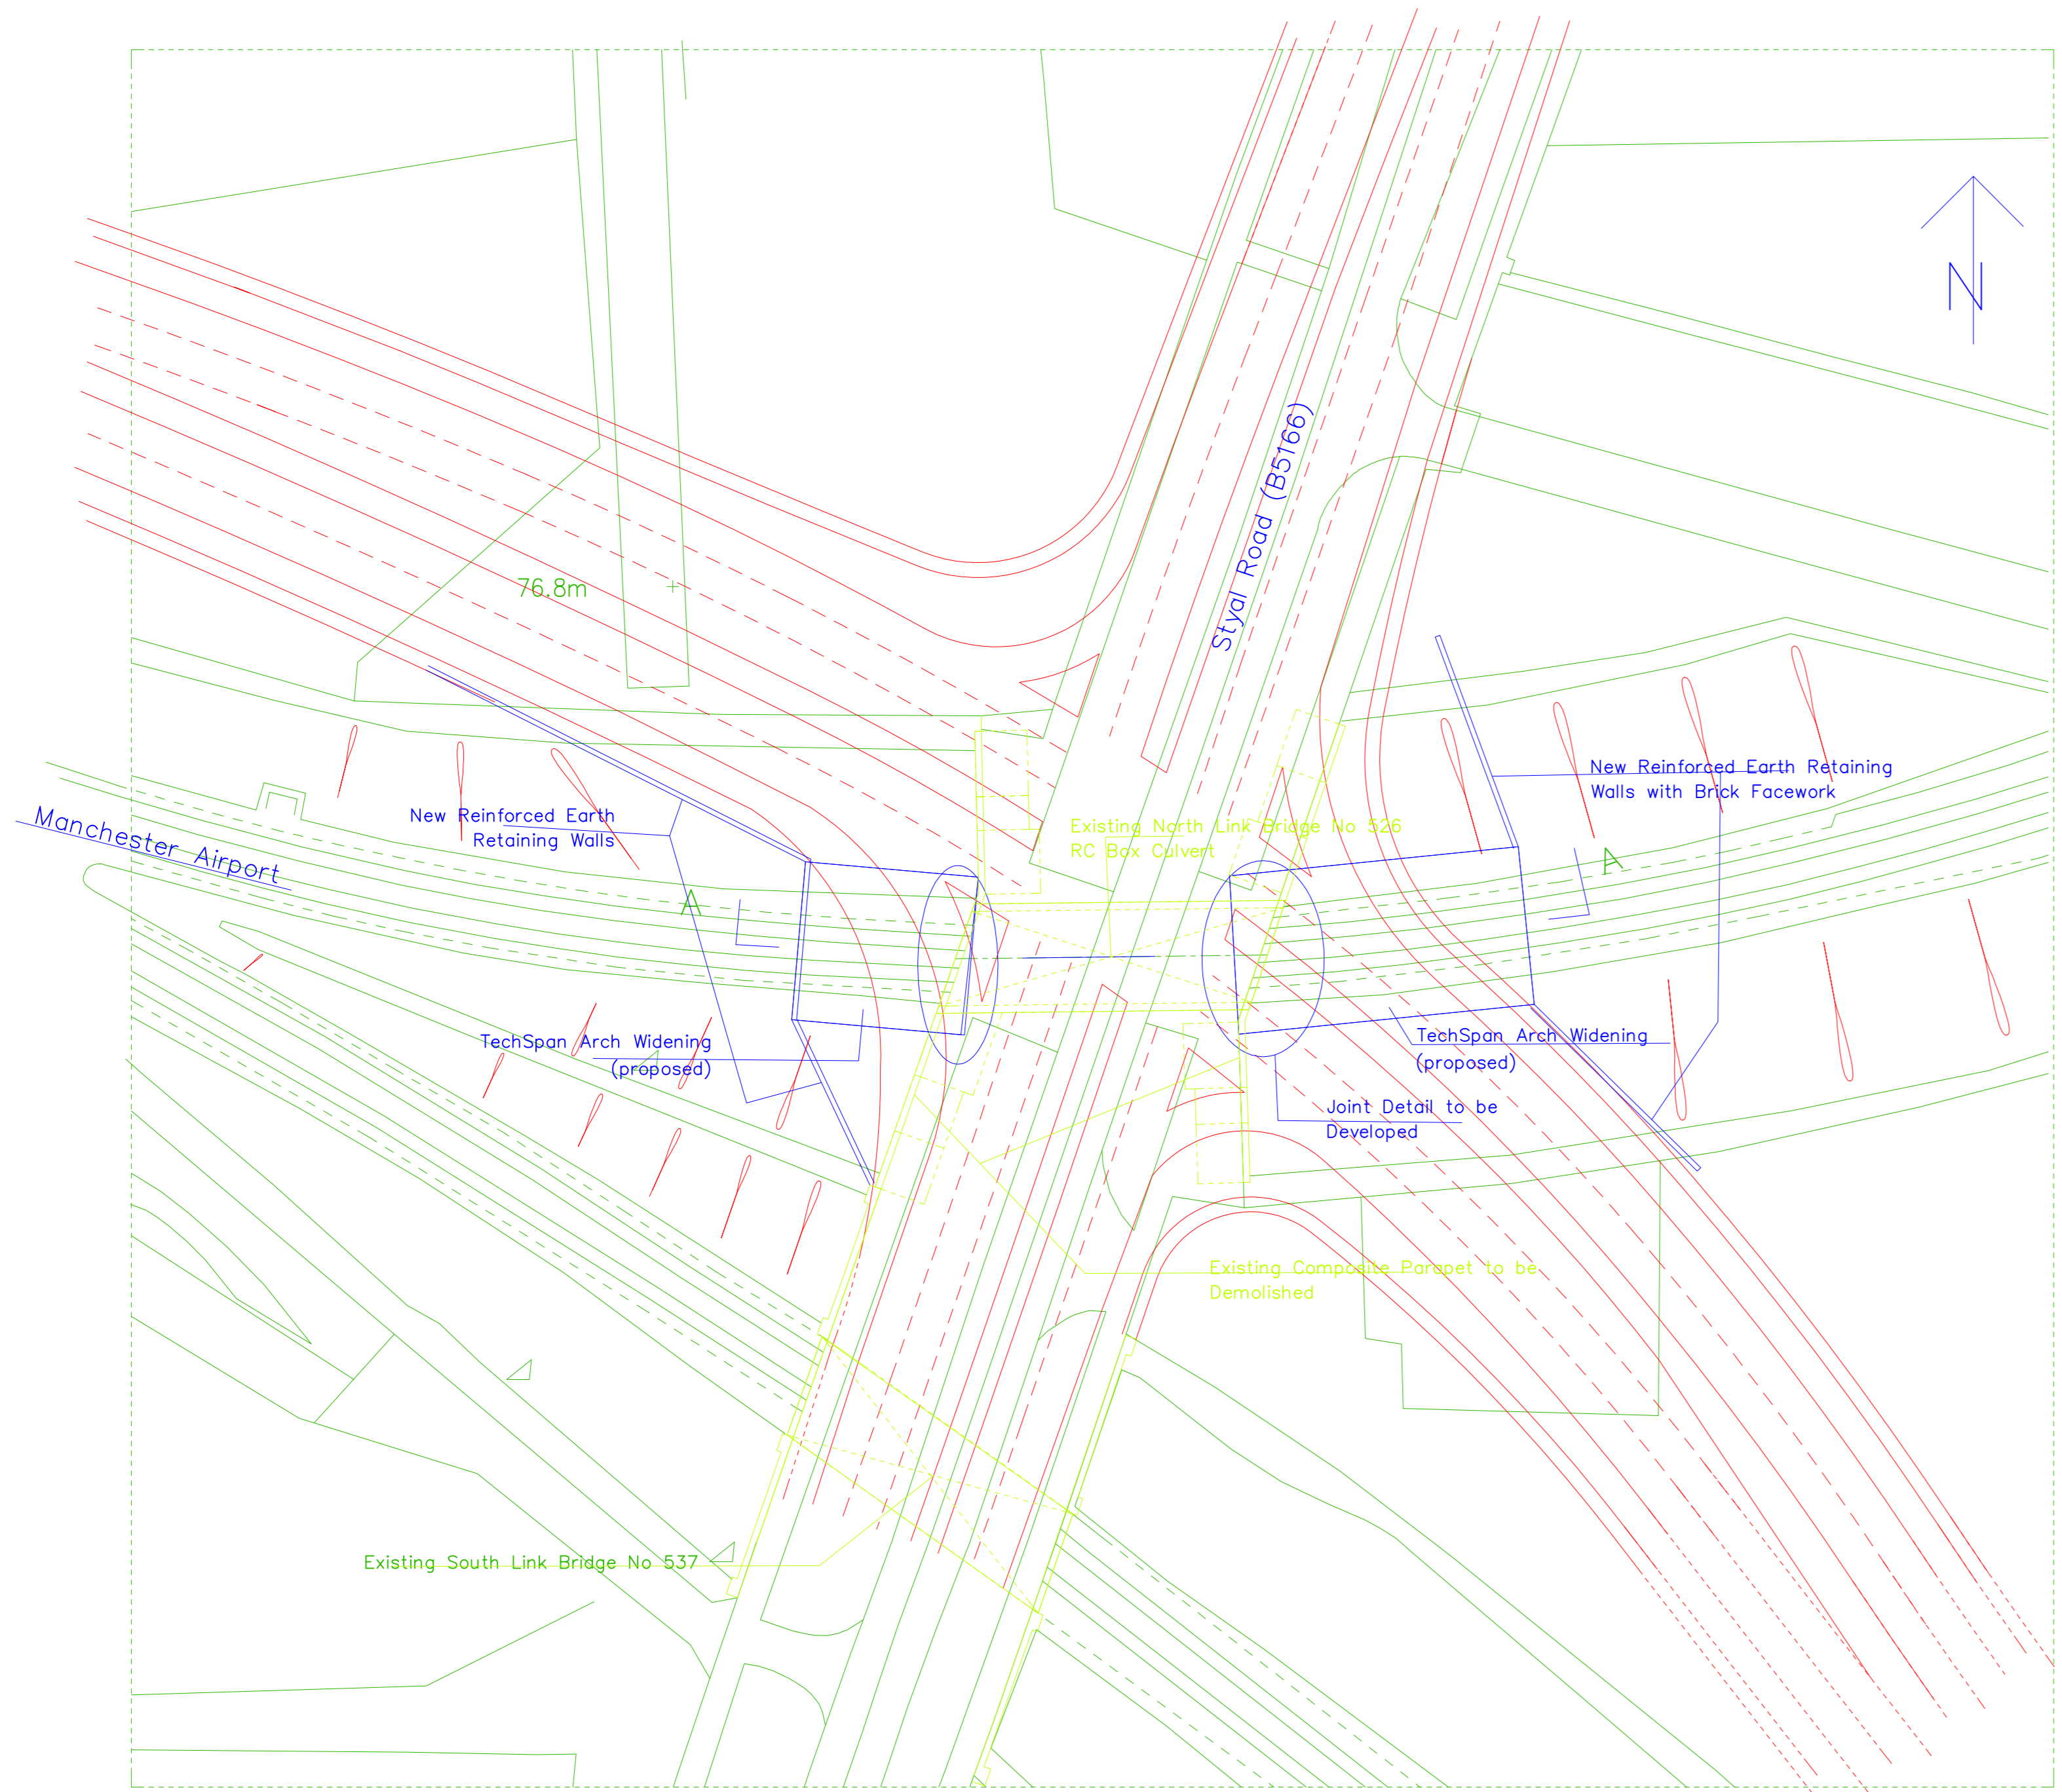 N
Styal Road (B5166)
76.8m
New Reinforced Earth Retaining
Walls with Brick Facework
New Reinforced Earth
Retaining Walls
Manchester Airport
Existing North Link Bridge No 526
RC Box Culvert
A
A
TechSpan Arch Widening
(proposed)
TechSpan Arch Widening
(proposed)
Joint Detail to be
Developed
Existing Composite Parapet to be
Demolished
Existing South Link Bridge No 537